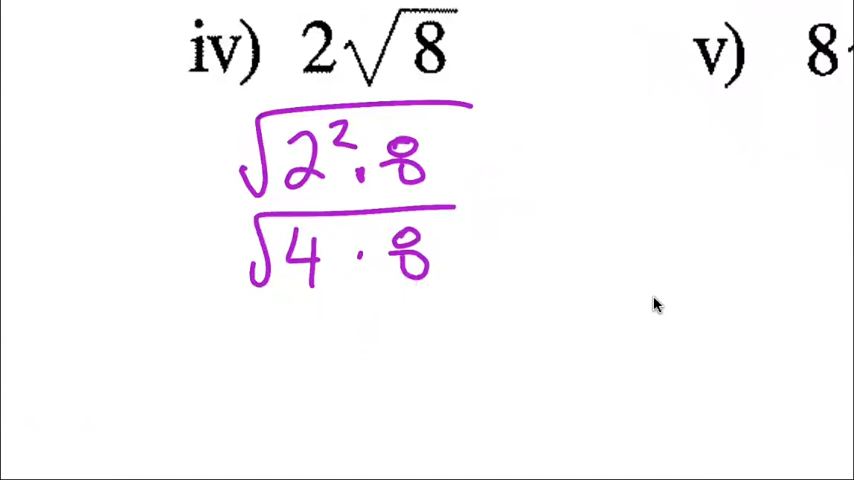 iv) 2√8 v) 8
√2² · 8
√4 · 8